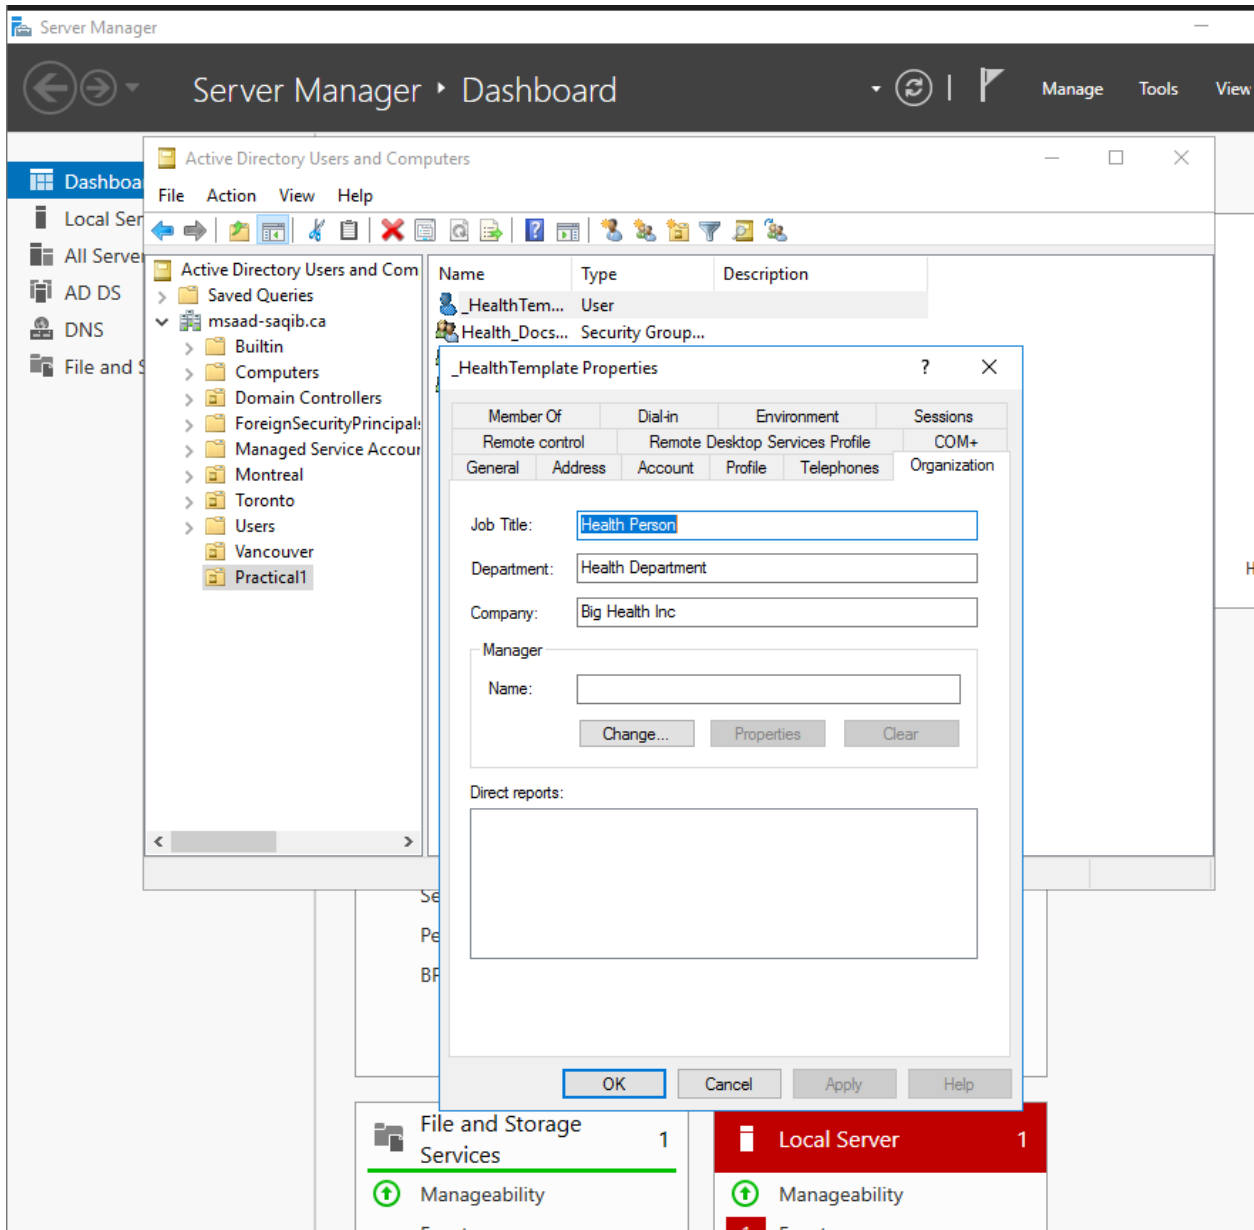 Server Manager
Server Manager
Dashboard
Manage
Tools
View
Dashboa
Local Ser
All Server
AD DS
DNS
File and S
Active Directory Users and Computers
File Action View Help
Active Directory Users and Com
Saved Queries
msaad-saqib.ca
Builtin
Computers
Domain Controllers
ForeignSecurityPrincipals
Managed Service Accour
Montreal
Toronto
Users
Vancouver
Practical1
Name Type Description
_HealthTem... User
Health_Docs... Security Group...
_HealthTemplate Properties
?
Member Of Dial-in Environment Sessions
Remote control Remote Desktop Services Profile COM+
General Address Account Profile Telephones Organization
Job Title: Health Person
Department: Health Department
Company: Big Health Inc
Manager
Name:
Change... Properties Clear
Direct reports:
OK Cancel Apply Help
H
Se
Pe
BF
File and Storage
Services
1
Manageability
Local Server 1
Manageability